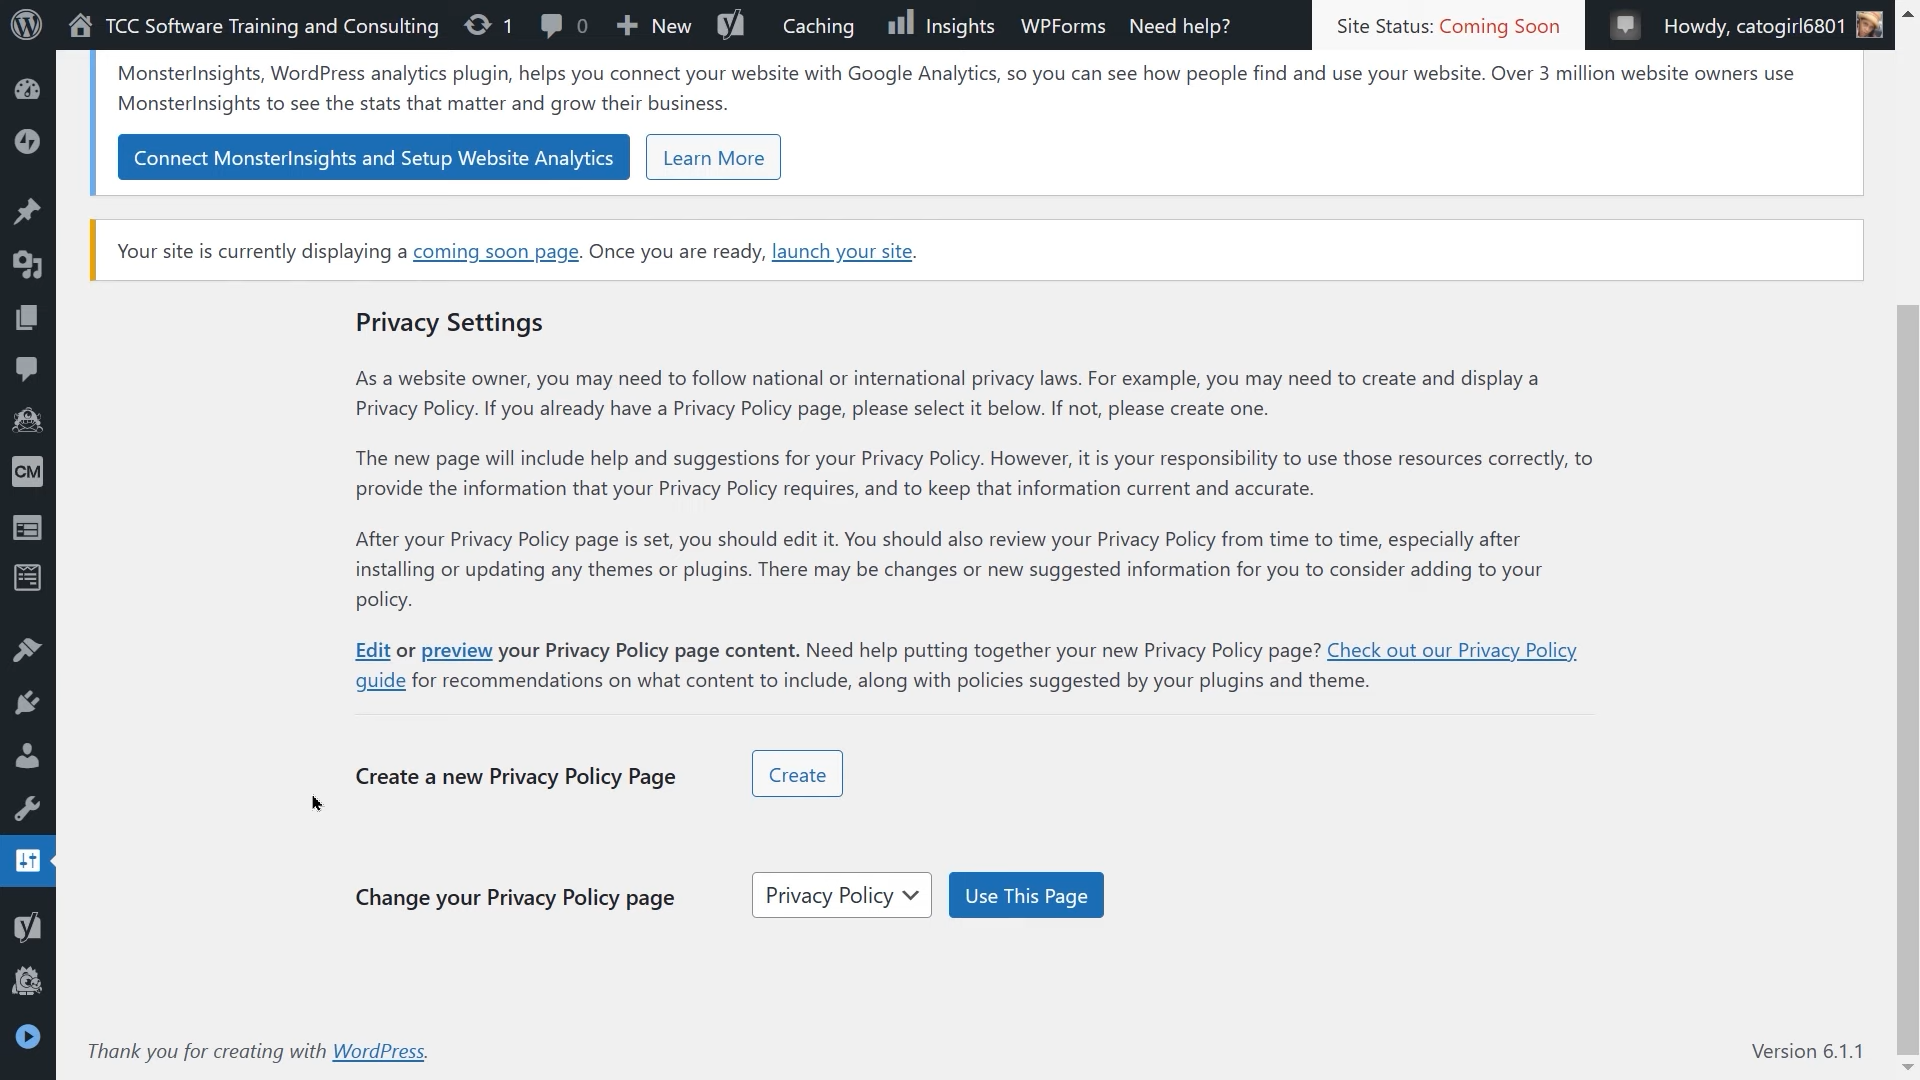 TCC Software Training and Consulting 1 0 New Caching Insights WPForms Need help? Site Status: Coming Soon Howdy, catogirl6801
MonsterInsights, WordPress analytics plugin, helps you connect your website with Google Analytics, so you can see how people find and use your website. Over 3 million website owners use
MonsterInsights to see the stats that matter and grow their business.
Connect MonsterInsights and Setup Website Analytics Learn More
Your site is currently displaying a coming soon page. Once you are ready, launch your site.
Privacy Settings
As a website owner, you may need to follow national or international privacy laws. For example, you may need to create and display a
Privacy Policy. If you already have a Privacy Policy page, please select it below. If not, please create one.
The new page will include help and suggestions for your Privacy Policy. However, it is your responsibility to use those resources correctly, to
provide the information that your Privacy Policy requires, and to keep that information current and accurate.
CM
After your Privacy Policy page is set, you should edit it. You should also review your Privacy Policy from time to time, especially after
installing or updating any themes or plugins. There may be changes or new suggested information for you to consider adding to your
policy.
Edit or preview your Privacy Policy page content. Need help putting together your new Privacy Policy page? Check out our Privacy Policy
guide for recommendations on what content to include, along with policies suggested by your plugins and theme.
Create a new Privacy Policy Page Create
Change your Privacy Policy page Privacy Policy Use This Page
Thank you for creating with WordPress. Version 6.1.1